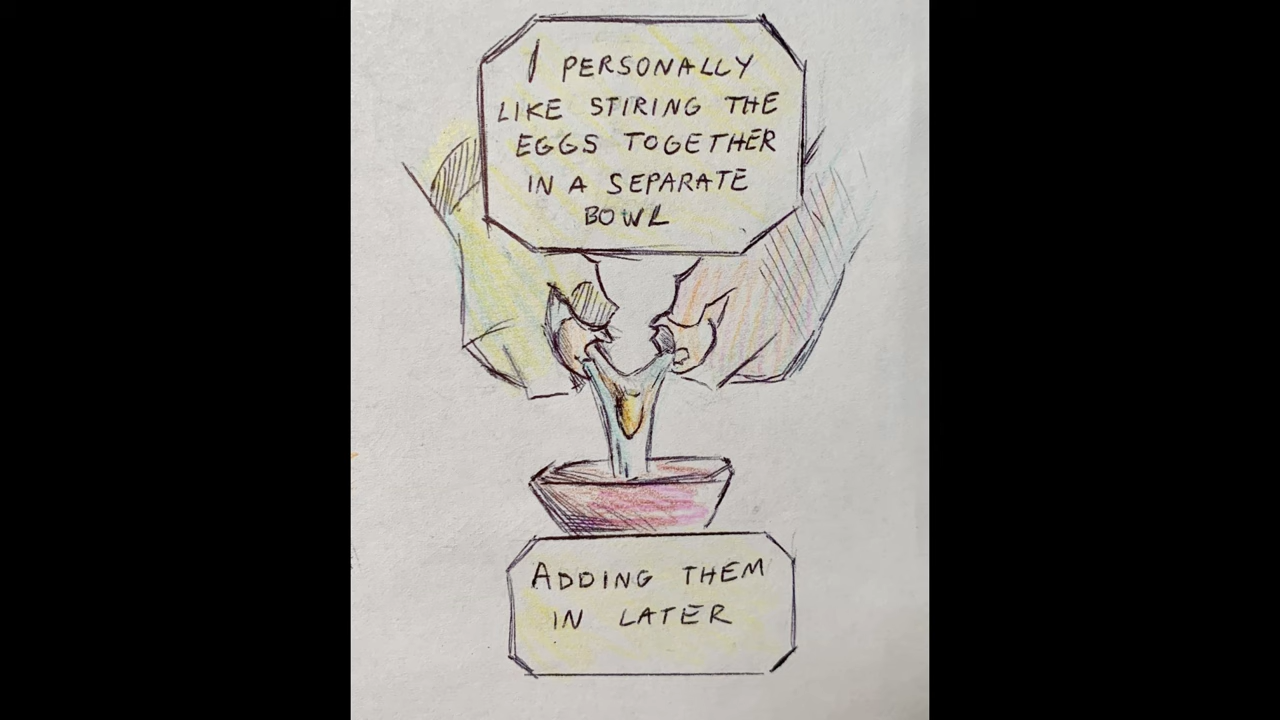 I PERSONALLY
LIKE STIRING THE
EGGS TOGETHER
IN A SEPARATE
BOWL
ADDING THEM
IN LATER